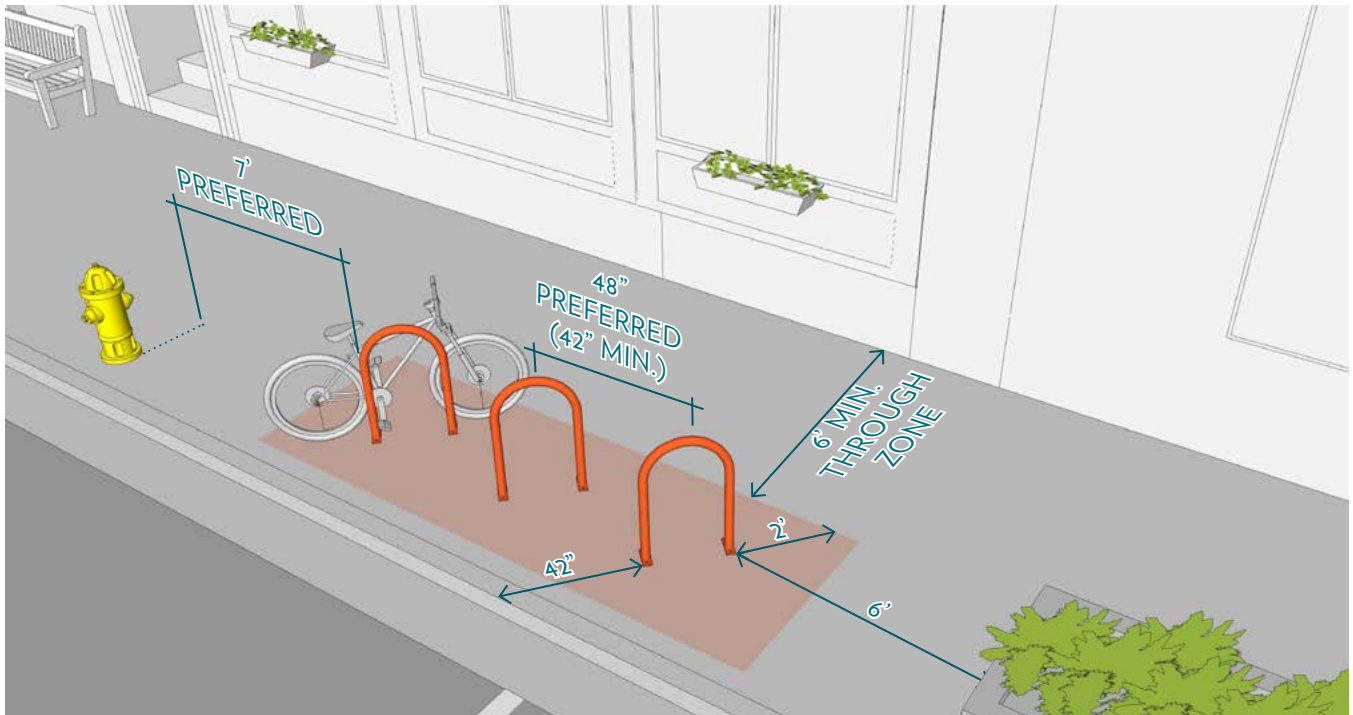 7’
PREFERRED
48”
PREFERRED
(42” MIN.)
6’ MIN.
THROUGH
ZONE
2’
42”
6’